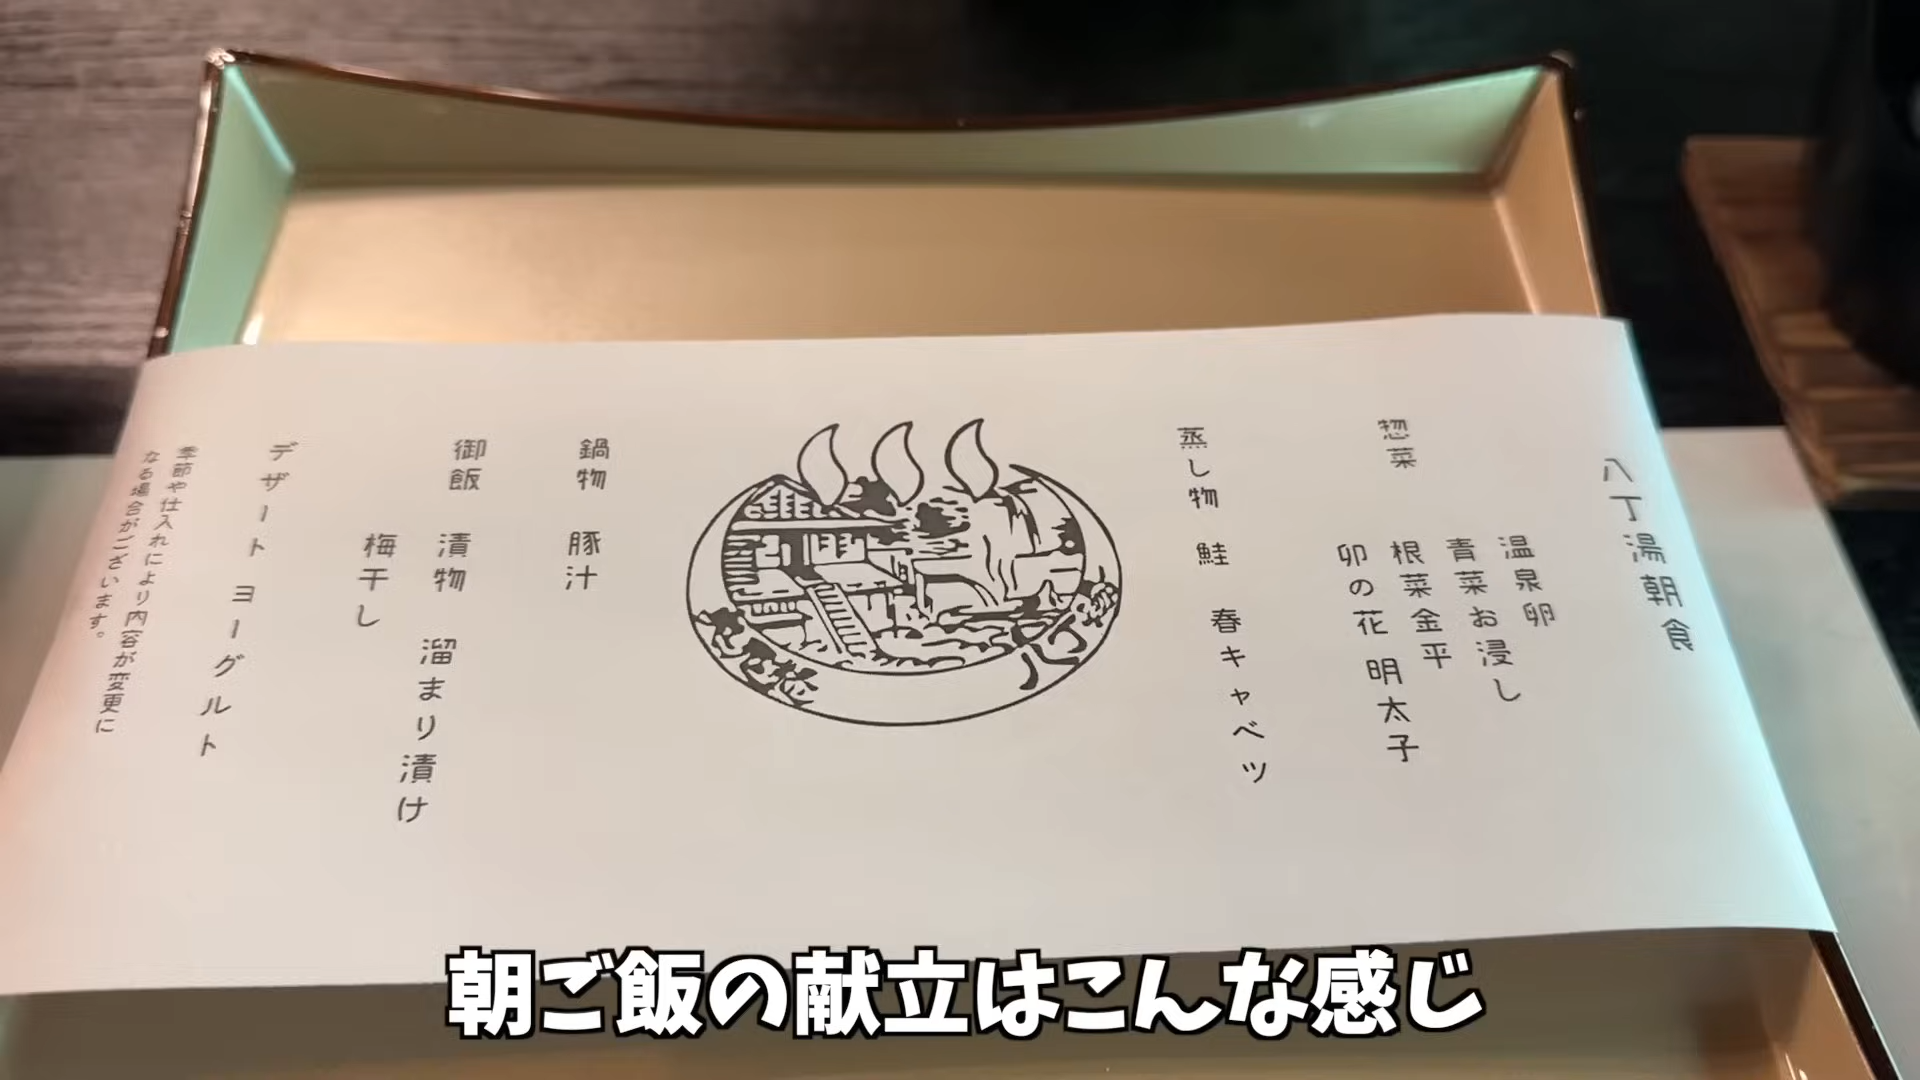 八丁湯朝食
惣菜
温泉卵
青菜お浸し
根菜金平
卯の花 明太子
蒸し物 鮭 春キャベツ
八
鍋物 豚汁
御飯 漬物 溜まり漬け
梅干し
デザート ヨーグルト
季節や仕入れにより内容が変更に
なる場合がございます。
朝ご飯の献立はこんな感じ